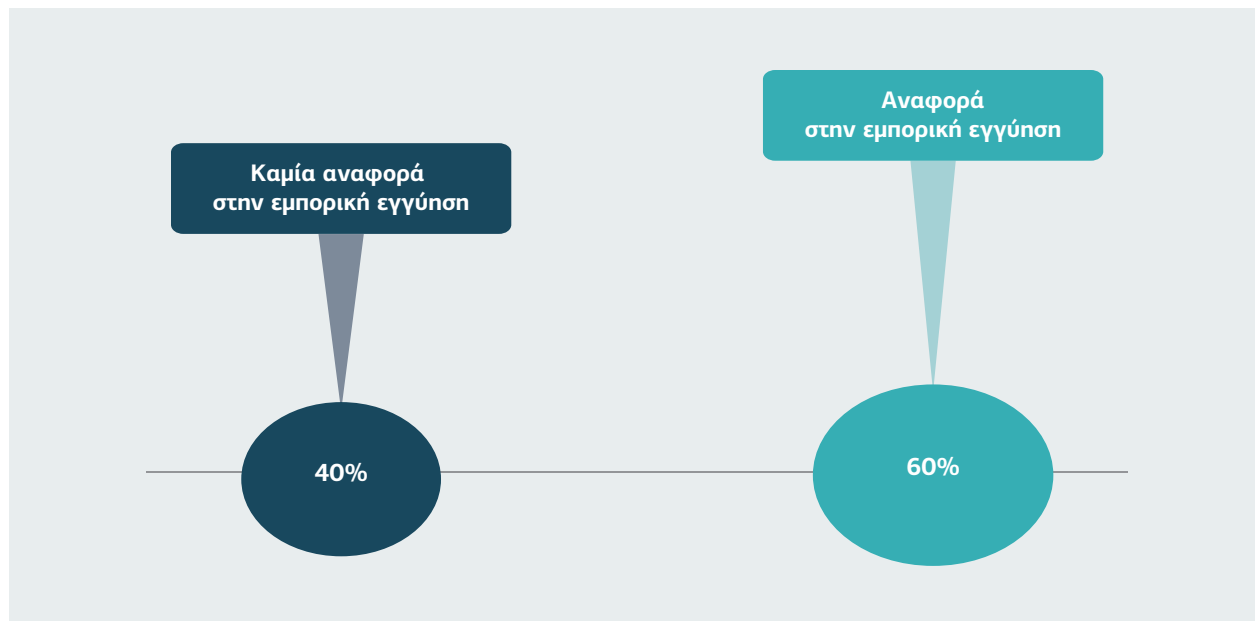 Καμία αναφορά
στην εμπορική εγγύηση
Αναφορά
στην εμπορική εγγύηση
40%
60%